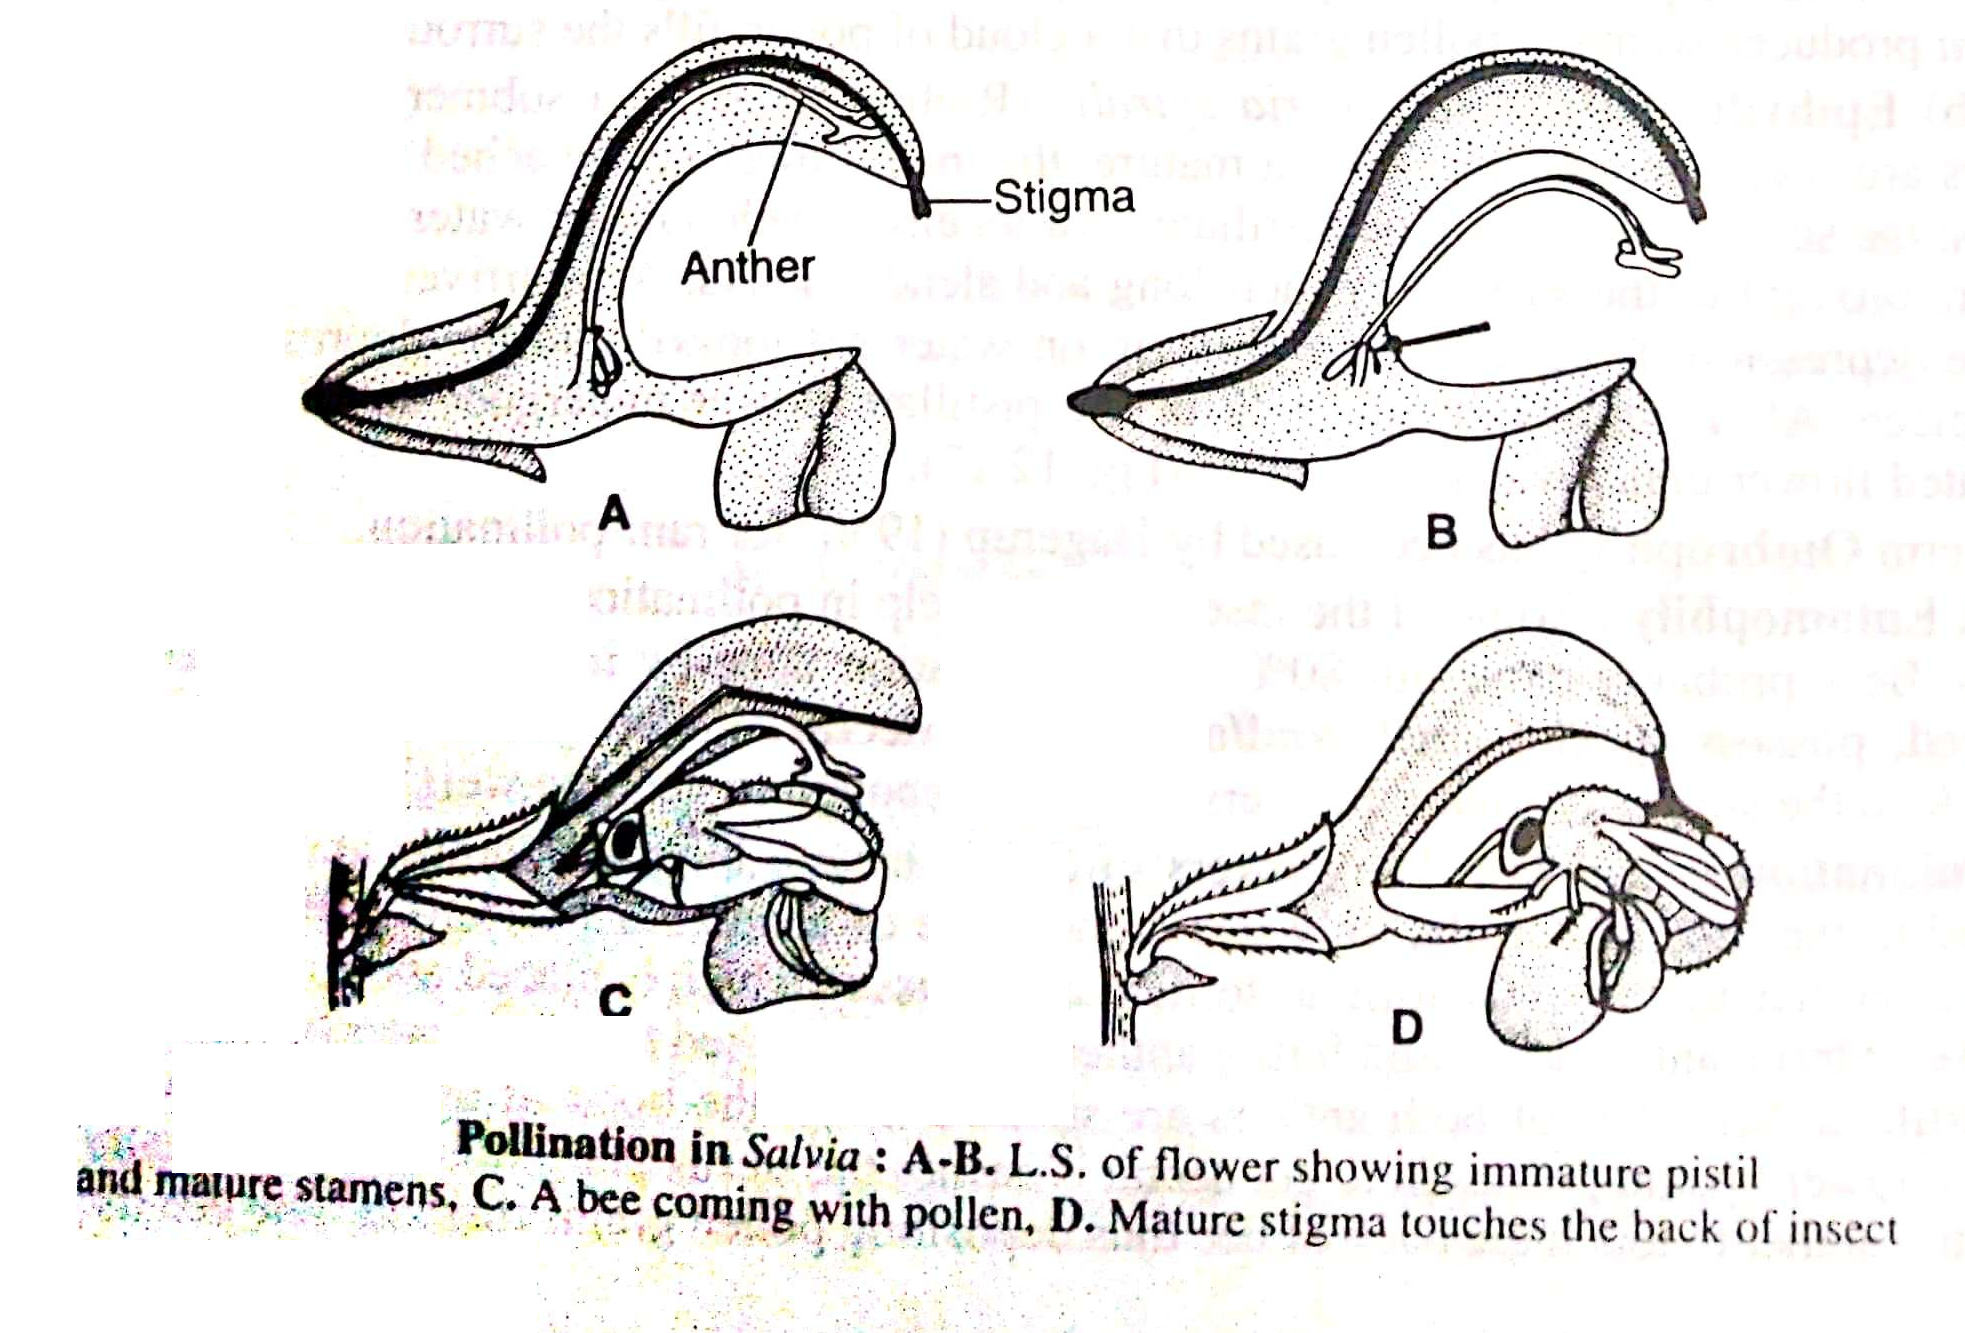 Stigma
Anther
A
B
C
D
Pollination in Salvia : A-B. L.S. of flower showing immature pistil
and mature stamens, C. A bee coming with pollen, D. Mature stigma touches the back of insect